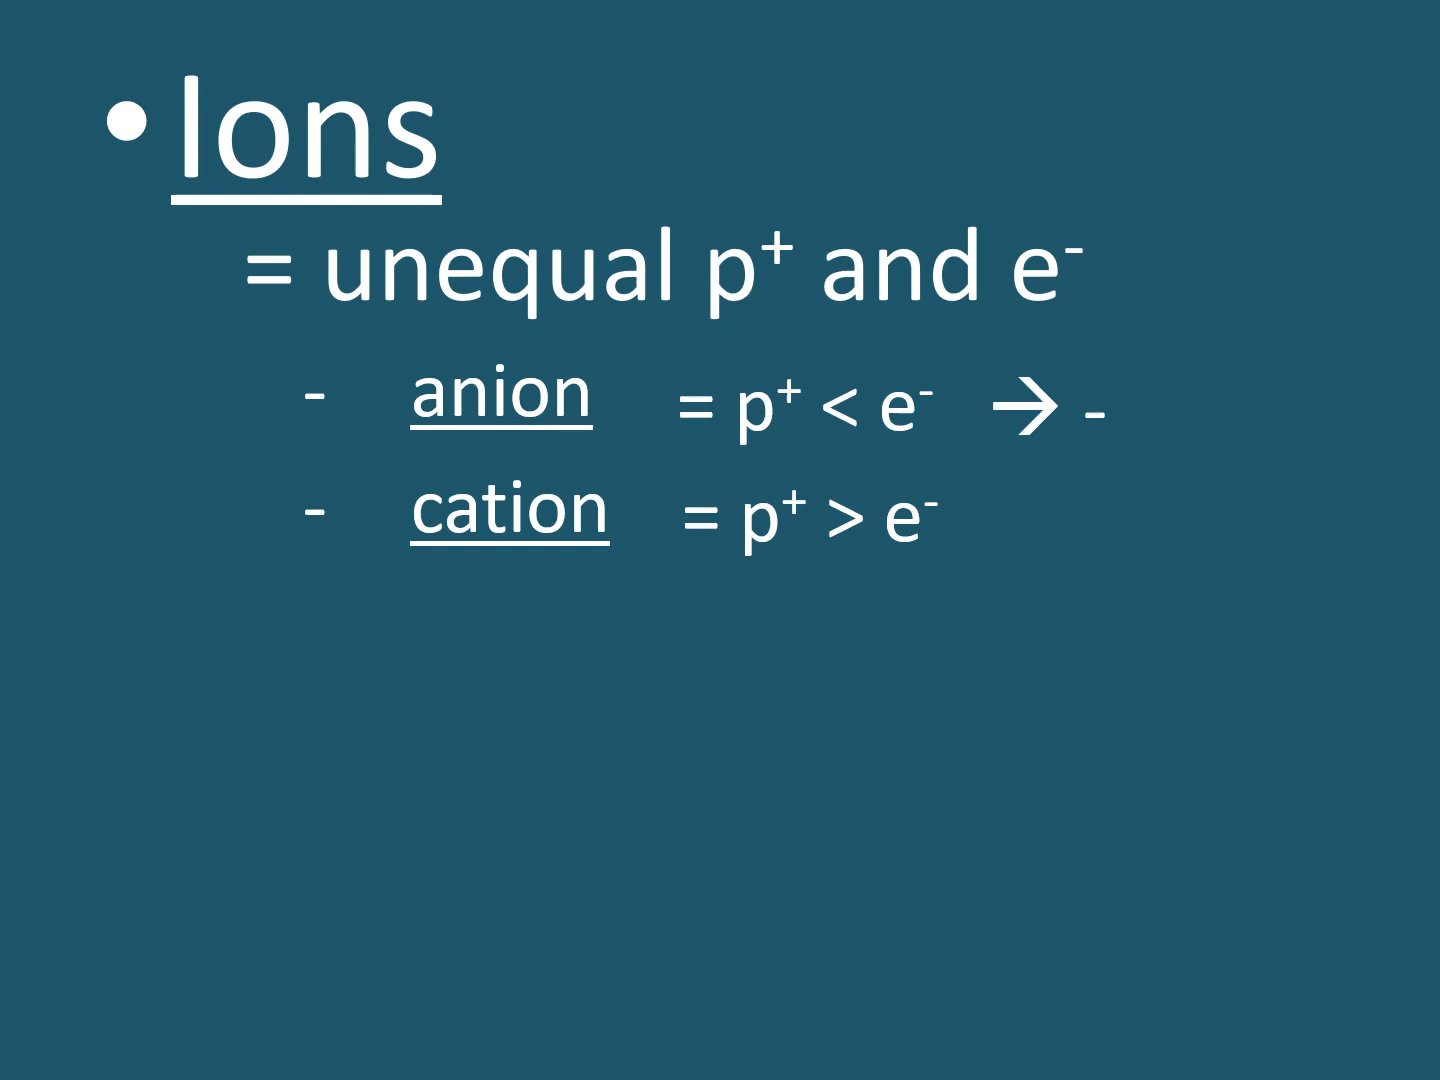 • Ions
= unequal p⁺ and e⁻
- anion = p⁺ < e⁻ → -
- cation = p⁺ > e⁻